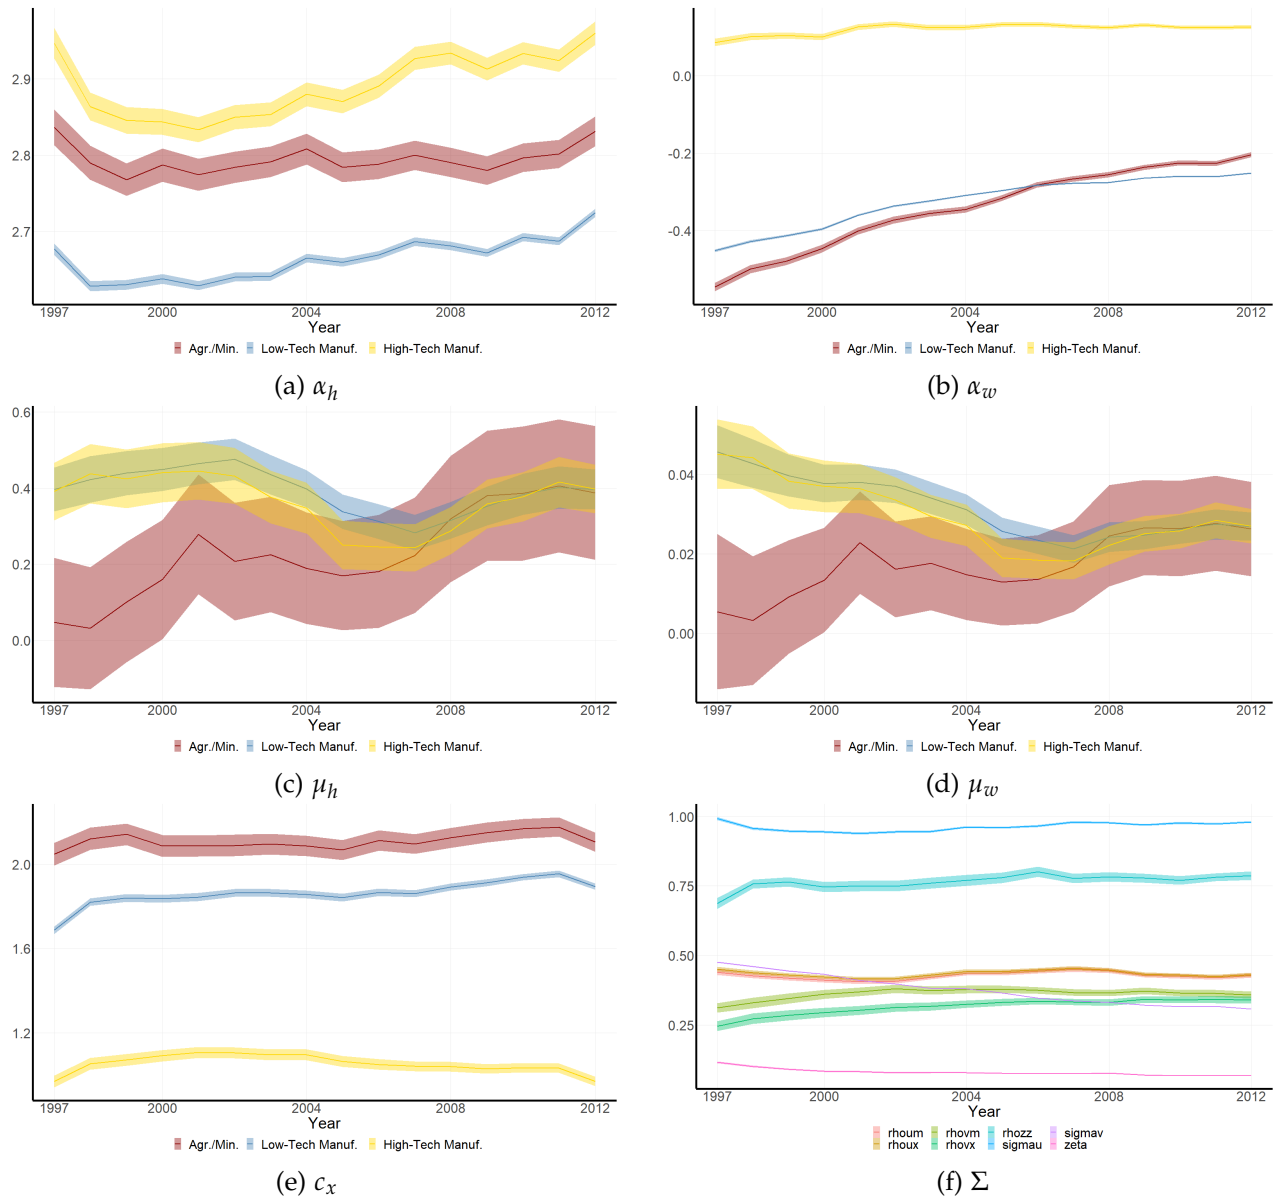 2.9
2.8
2.7
1997 2000 2004 2008 2012
Year
Agr./Min. Low-Tech Manuf. High-Tech Manuf.
(a) αh
0.0
-0.2
-0.4
1997 2000 2004 2008 2012
Year
Agr./Min. Low-Tech Manuf. High-Tech Manuf.
(b) αw
0.6
0.4
0.2
0.0
1997 2000 2004 2008 2012
Year
Agr./Min. Low-Tech Manuf. High-Tech Manuf.
(c) μh
0.04
0.02
0.00
1997 2000 2004 2008 2012
Year
Agr./Min. Low-Tech Manuf. High-Tech Manuf.
(d) μw
2.0
1.6
1.2
1997 2000 2004 2008 2012
Year
Agr./Min. Low-Tech Manuf. High-Tech Manuf.
(e) cx
1.00
0.75
0.50
0.25
1997 2000 2004 2008 2012
Year
rhoum rhovm rhozz sigmav
rhoux rhovx sigmau zeta
(f) Σ